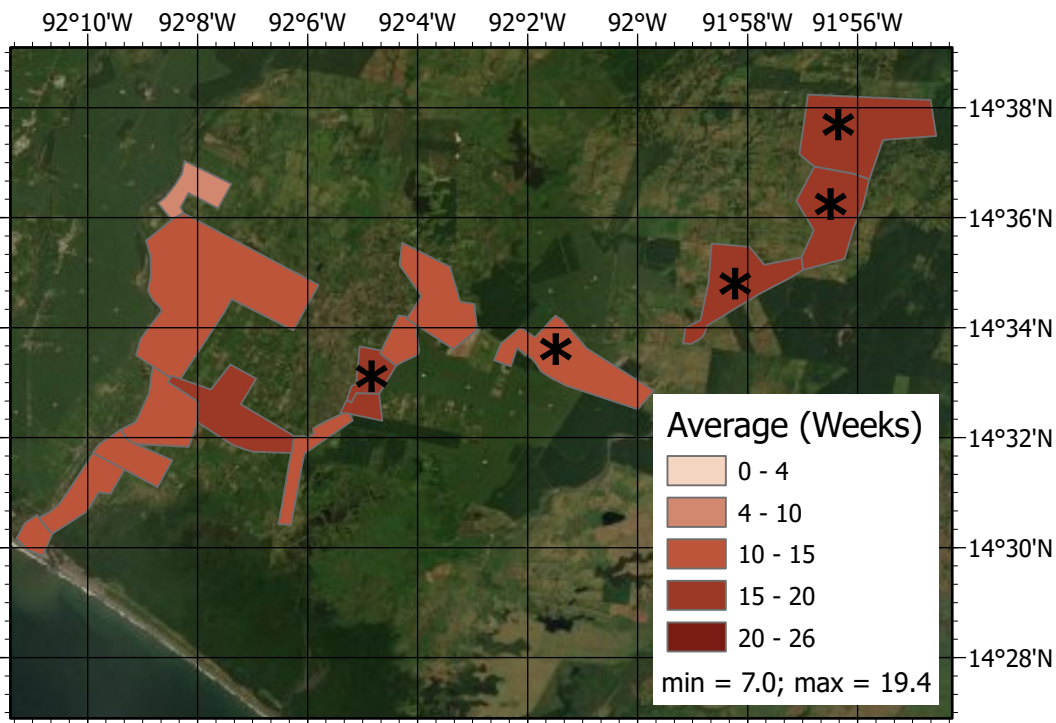 92°10'W 92°8'W 92°6'W 92°4'W 92°2'W 92°W 91°58'W 91°56'W
14°38'N
14°36'N
14°34'N
14°32'N
14°30'N
14°28'N
Average (Weeks)
0 - 4
4 - 10
10 - 15
15 - 20
20 - 26
min = 7.0; max = 19.4